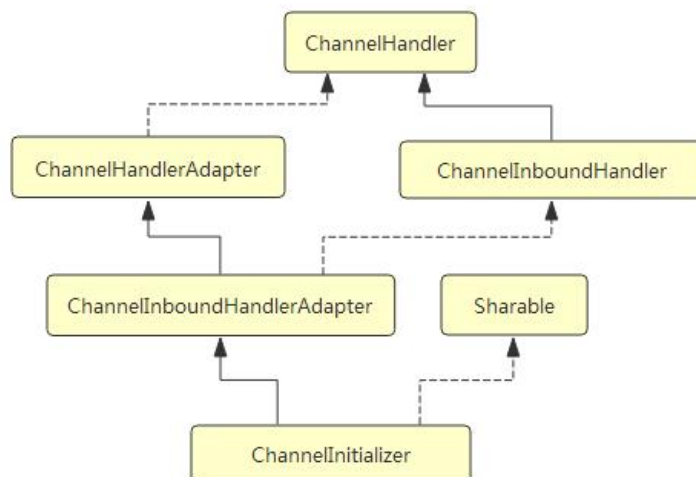 ChannelHandler
ChannelHandlerAdapter
ChannelInboundHandler
ChannelInboundHandlerAdapter
Sharable
ChannelInitializer